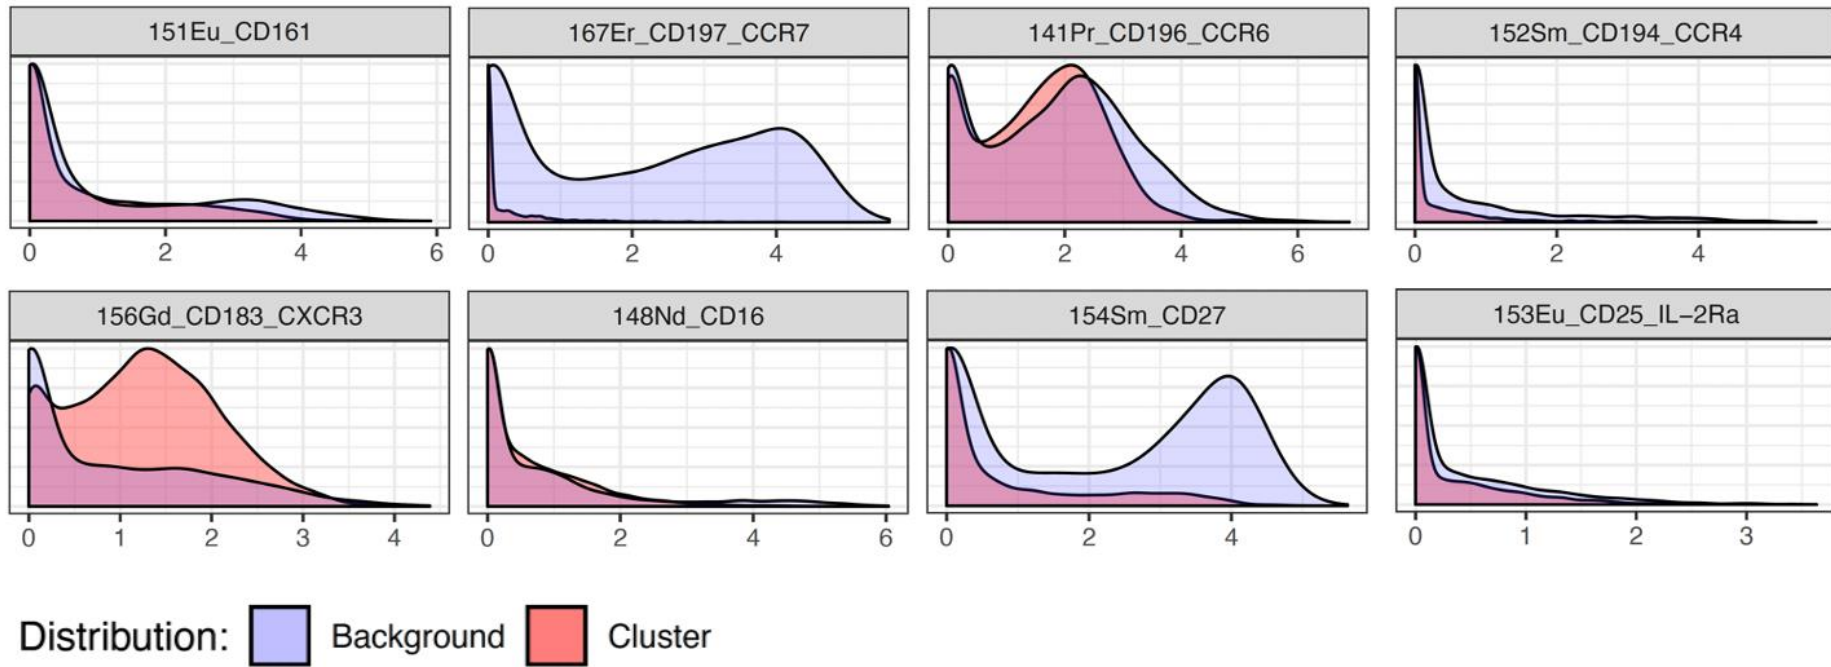 151Eu_CD161 167Er_CD197_CCR7 141Pr_CD196_CCR6 152Sm_CD194_CCR4
0 2 4 6 0 2 4 0 2 4 6 0 2 4
156Gd_CD183_CXCR3 148Nd_CD16 154Sm_CD27 153Eu_CD25_IL−2Ra
0 1 2 3 4 0 2 4 6 0 2 4 0 1 2 3
Distribution: Background Cluster